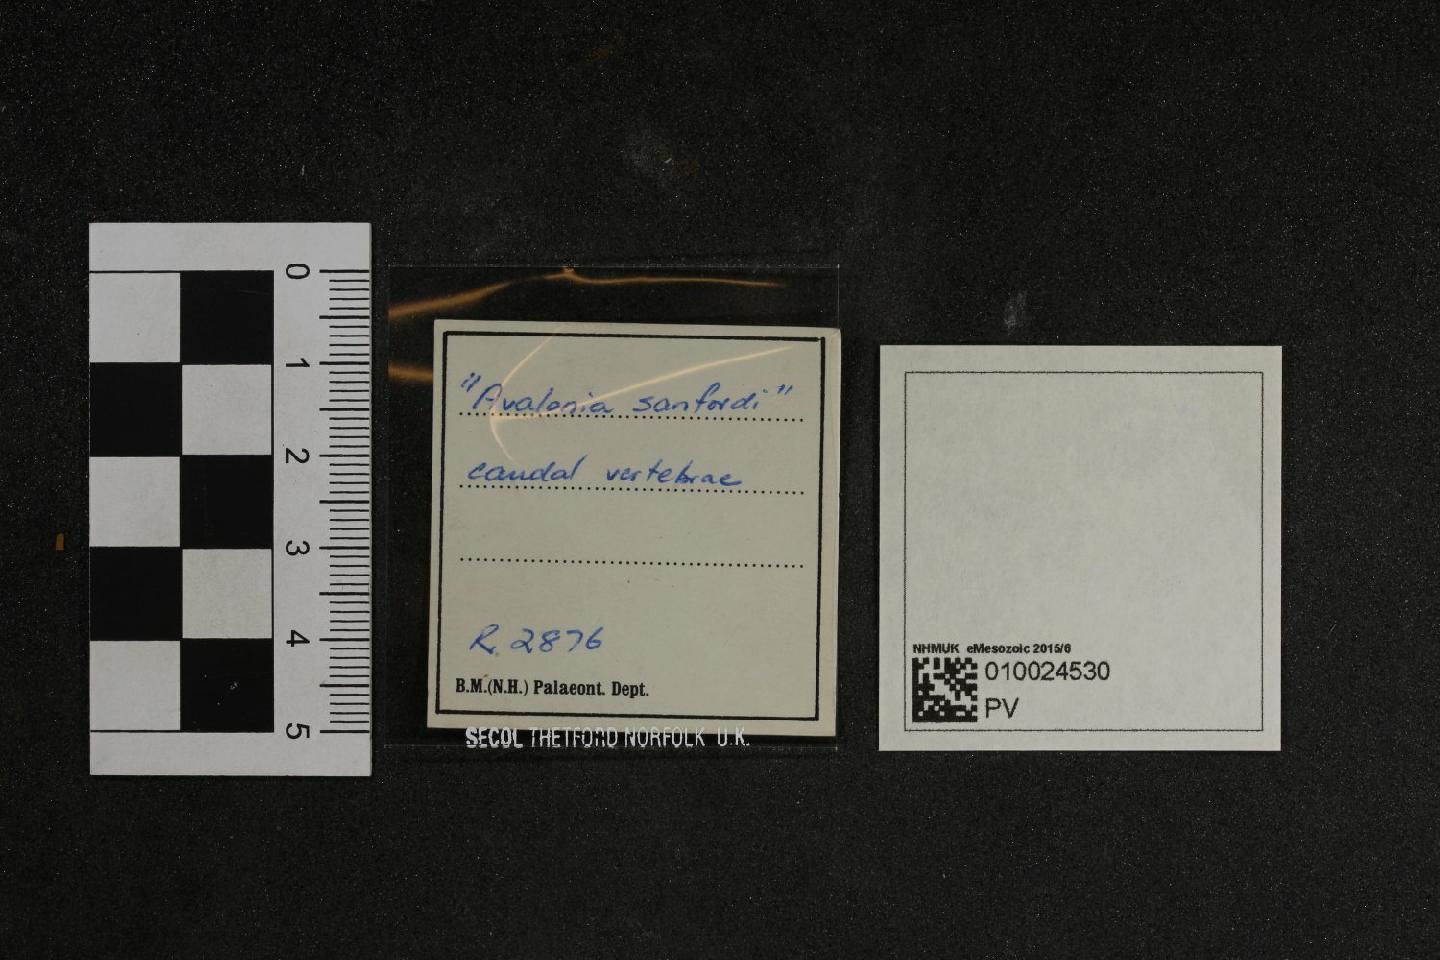 0
1
2
3
4
5
"Avalonia sanfordi"
caudal vertebrae
R. 2876
B.M.(N.H.) Palaeont. Dept.
SECOL THETFORD NORFOLK U.K.
NHMUK eMesozoic 2015/6
010024530
PV